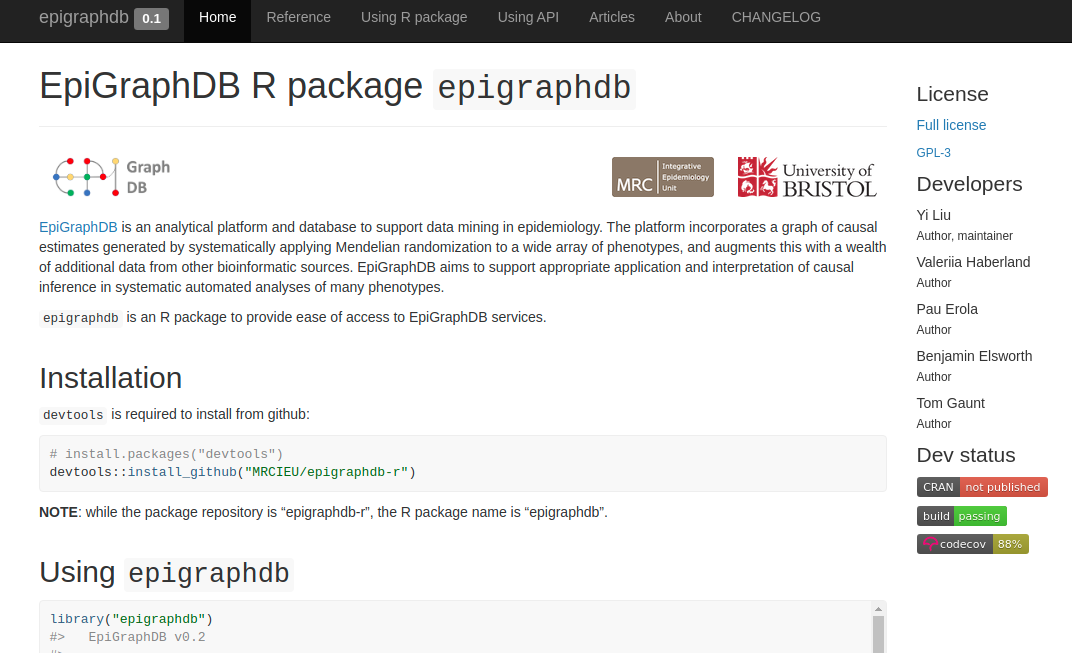 epigraphdb 0.1 Home Reference Using R package Using API Articles About CHANGELOG
EpiGraphDB R package epigraphdb
Graph
DB
MRC
Integrative
Epidemiology
Unit
University of
BRISTOL
EpiGraphDB is an analytical platform and database to support data mining in epidemiology. The platform incorporates a graph of causal
estimates generated by systematically applying Mendelian randomization to a wide array of phenotypes, and augments this with a wealth
of additional data from other bioinformatic sources. EpiGraphDB aims to support appropriate application and interpretation of causal
inference in systematic automated analyses of many phenotypes.
epigraphdb is an R package to provide ease of access to EpiGraphDB services.
Installation
devtools is required to install from github:
# install.packages("devtools")
devtools::install_github("MRCIEU/epigraphdb-r")
NOTE: while the package repository is “epigraphdb-r”, the R package name is “epigraphdb”.
Using epigraphdb
library("epigraphdb")
#>   EpiGraphDB v0.2
#>
License
Full license
GPL-3
Developers
Yi Liu
Author, maintainer
Valeriia Haberland
Author
Pau Erola
Author
Benjamin Elsworth
Author
Tom Gaunt
Author
Dev status
CRAN not published
build passing
codecov 88%